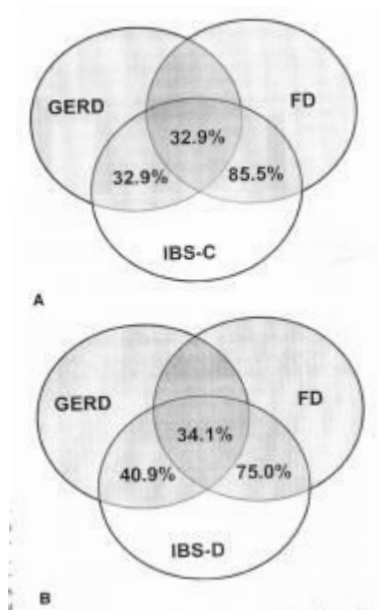 GERD FD
32.9%
32.9% 85.5%
IBS-C
A
GERD FD
34.1%
40.9% 75.0%
IBS-D
B